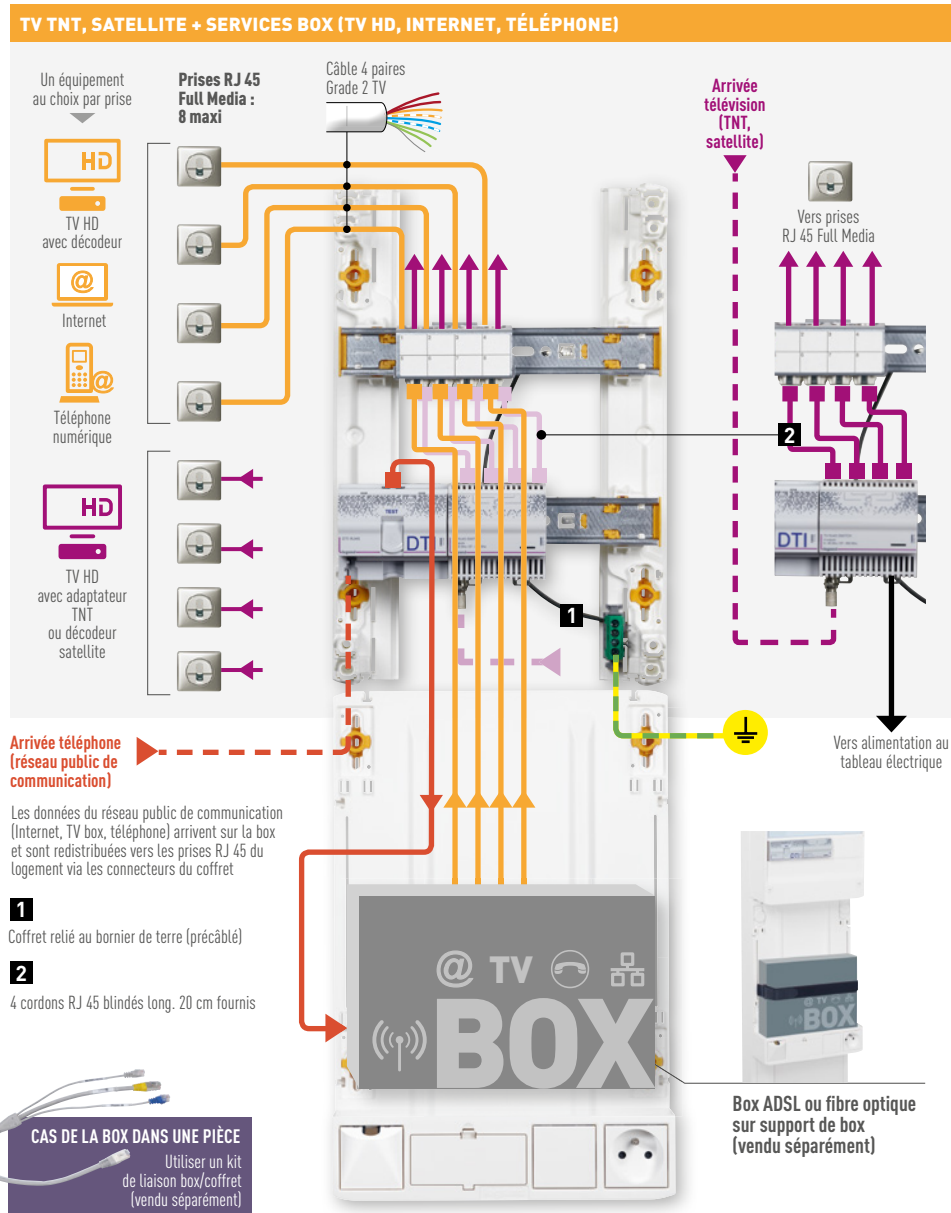 TV TNT, SATELLITE + SERVICES BOX (TV HD, INTERNET, TÉLÉPHONE)
Un équipement
au choix par prise
Prises RJ 45
Full Media :
8 maxi
Câble 4 paires
Grade 2 TV
Arrivée
télévision
(TNT,
satellite)
HD
TV HD
avec décodeur
@
Internet
@
Téléphone
numérique
Vers prises
RJ 45 Full Media
2
HD
TV HD
avec adaptateur
TNT
ou décodeur
satellite
TEST
DTI
DTI
1
Arrivée téléphone
(réseau public de
communication)
Vers alimentation au
tableau électrique
Les données du réseau public de communication
(Internet, TV box, téléphone) arrivent sur la box
et sont redistribuées vers les prises RJ 45 du
logement via les connecteurs du coffret
1
Coffret relié au bornier de terre (précâblé)
2
4 cordons RJ 45 blindés long. 20 cm fournis
@ TV
BOX
@ TV
BOX
Box ADSL ou fibre optique
sur support de box
(vendu séparément)
CAS DE LA BOX DANS UNE PIÈCE
Utiliser un kit
de liaison box/coffret
(vendu séparément)